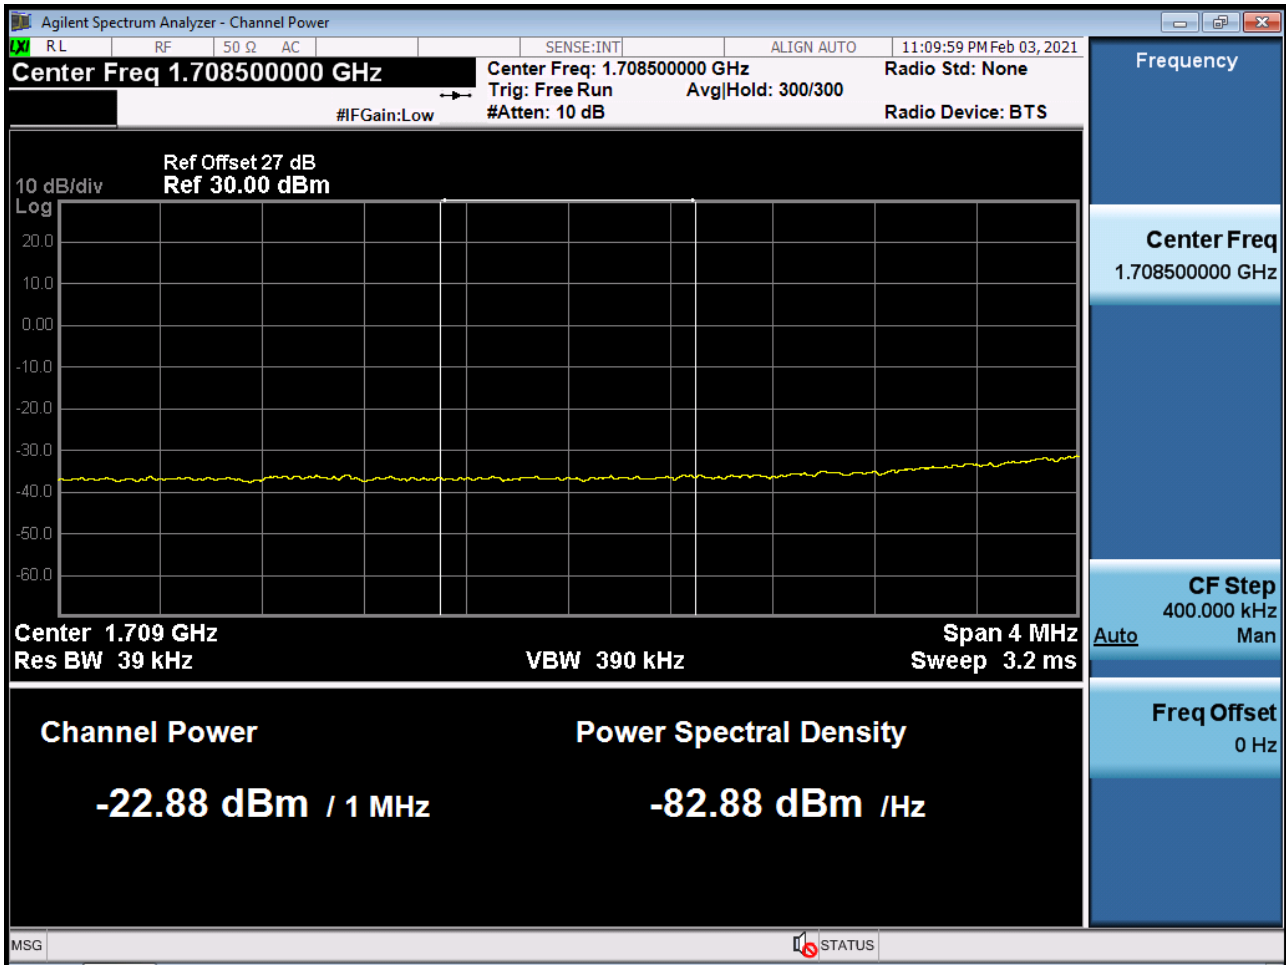 Agilent Spectrum Analyzer - Channel Power
LXI RL RF 50 Ω AC SENSE:INT ALIGN AUTO 11:09:59 PM Feb 03, 2021
Center Freq 1.708500000 GHz
#IFGain:Low
Center Freq: 1.708500000 GHz
Trig: Free Run Avg|Hold: 300/300
#Atten: 10 dB
Radio Std: None
Radio Device: BTS
Ref Offset 27 dB
10 dB/div Ref 30.00 dBm
Log
20.0
10.0
0.00
-10.0
-20.0
-30.0
-40.0
-50.0
-60.0
Center 1.709 GHz Span 4 MHz
Res BW 39 kHz VBW 390 kHz Sweep 3.2 ms
Channel Power Power Spectral Density
-22.88 dBm / 1 MHz -82.88 dBm /Hz
MSG STATUS
Frequency
Center Freq
1.708500000 GHz
CF Step
400.000 kHz
Auto Man
Freq Offset
0 Hz